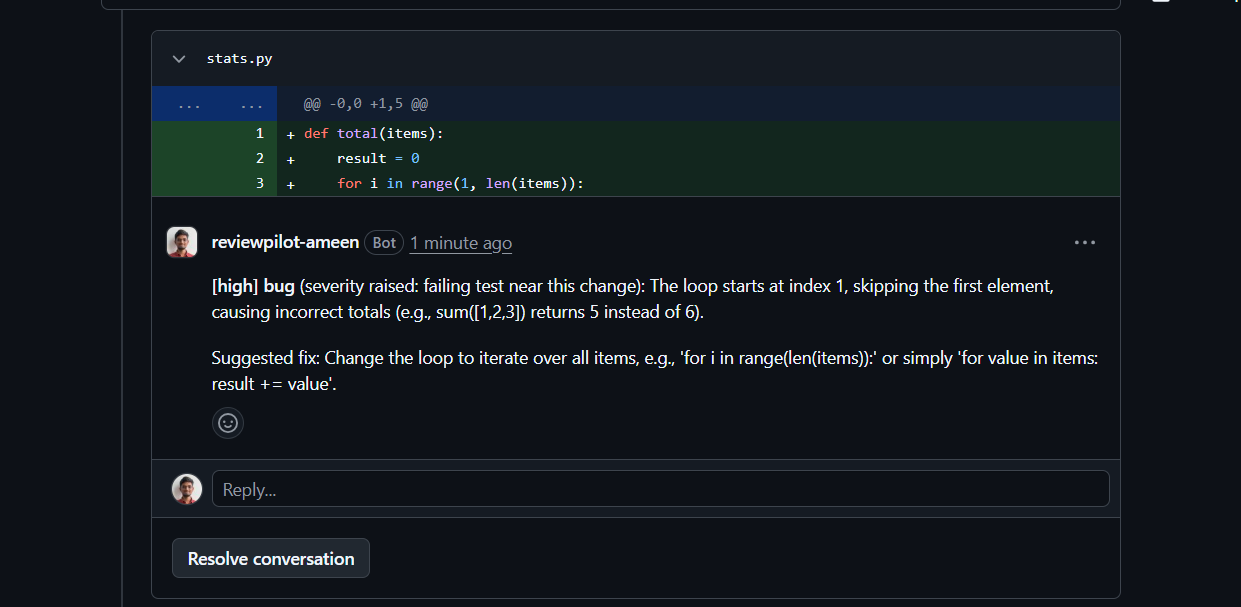 stats.py
... ... @@ -0,0 +1,5 @@
1 + def total(items):
2 +     result = 0
3 +     for i in range(1, len(items)):
reviewpilot-ameen Bot 1 minute ago
[high] bug (severity raised: failing test near this change): The loop starts at index 1, skipping the first element,
causing incorrect totals (e.g., sum([1,2,3]) returns 5 instead of 6).
Suggested fix: Change the loop to iterate over all items, e.g., 'for i in range(len(items)):' or simply 'for value in items:
result += value'.
Reply...
Resolve conversation